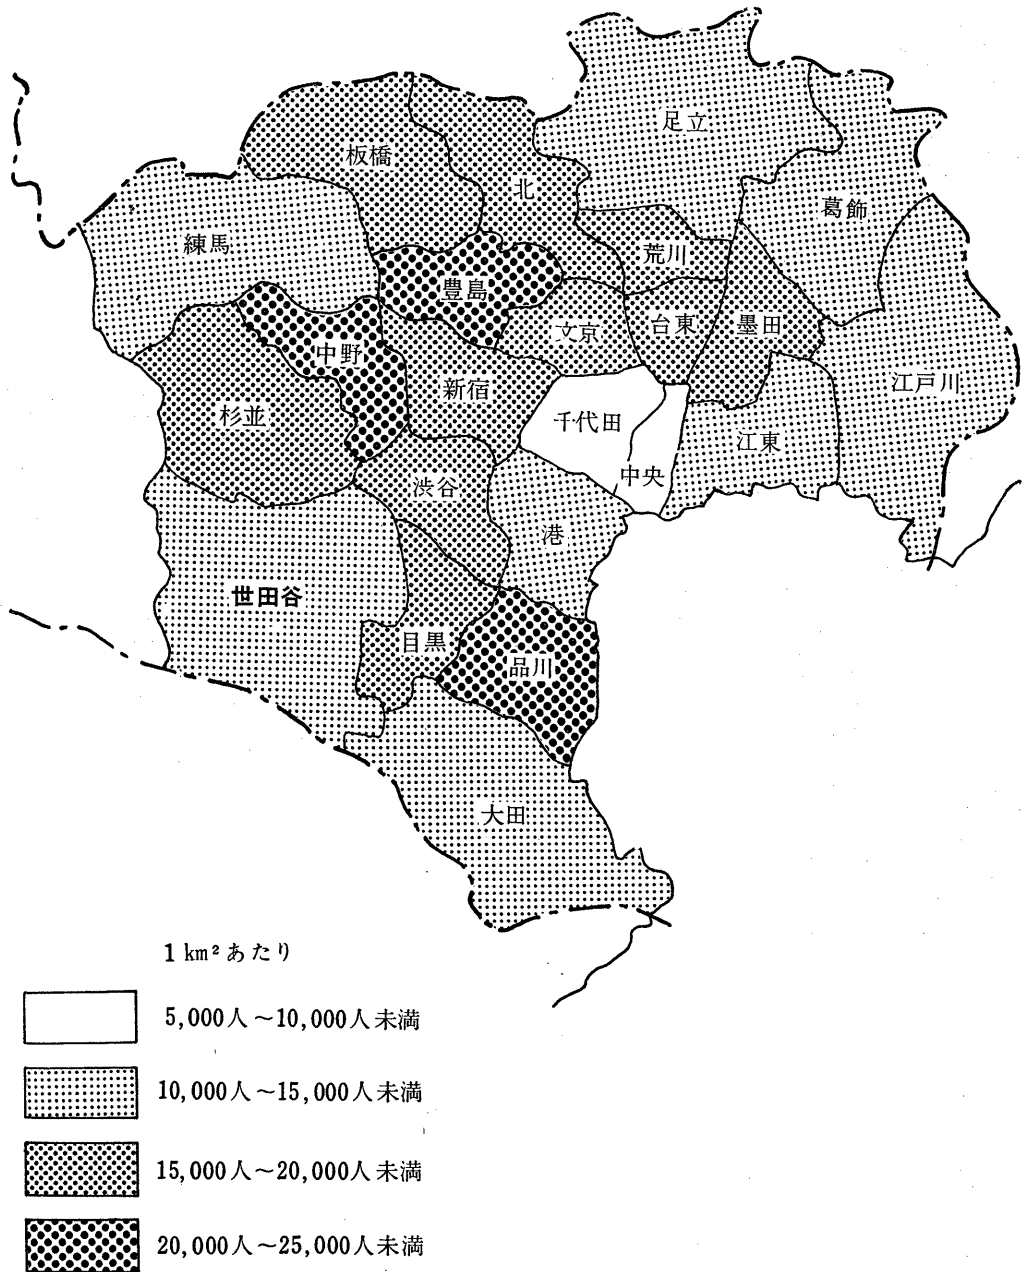 足立
板橋
北
葛飾
練馬
荒川
豊島
台東
墨田
文京
中野
江戸川
新宿
杉並
千代田
江東
中央
渋谷
港
世田谷
目黒
品川
大田
1 km²あたり
5,000人〜10,000人未満
10,000人〜15,000人未満
15,000人〜20,000人未満
20,000人〜25,000人未満